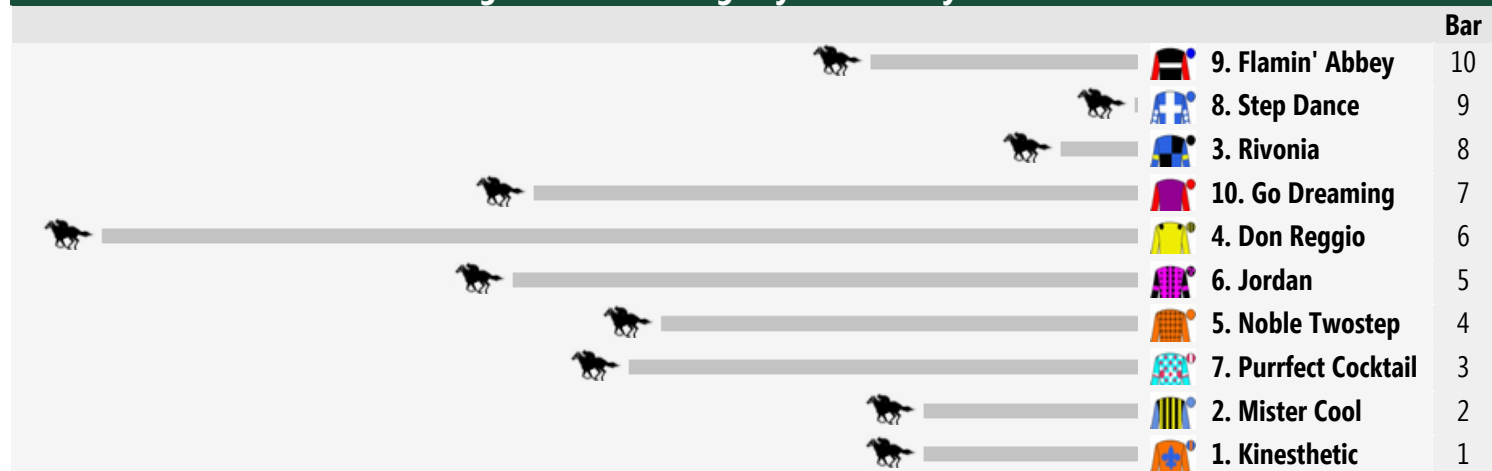 Bar
9. Flamin' Abbey 10
8. Step Dance 9
3. Rivonia 8
10. Go Dreaming 7
4. Don Reggio 6
6. Jordan 5
5. Noble Twostep 4
7. Purrfect Cocktail 3
2. Mister Cool 2
1. Kinesthetic 1